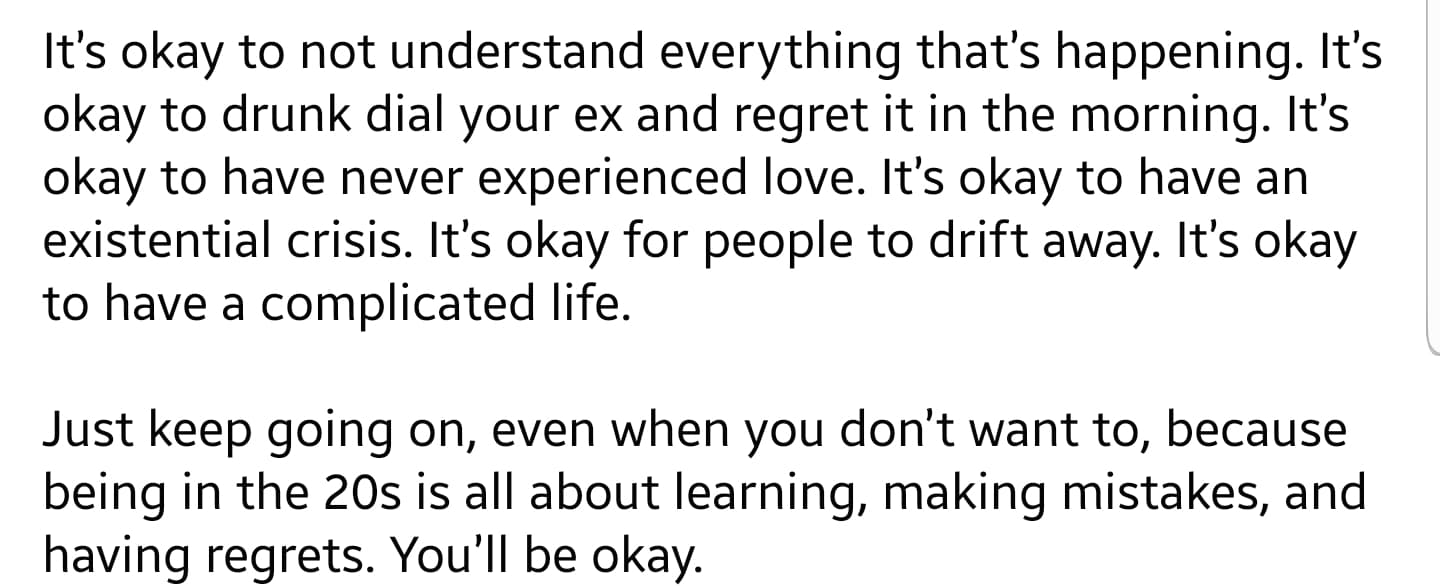 It's okay to not understand everything that's happening. It's
okay to drunk dial your ex and regret it in the morning. It's
okay to have never experienced love. It's okay to have an
existential crisis. It's okay for people to drift away. It's okay
to have a complicated life.
Just keep going on, even when you don't want to, because
being in the 20s is all about learning, making mistakes, and
having regrets. You'll be okay.